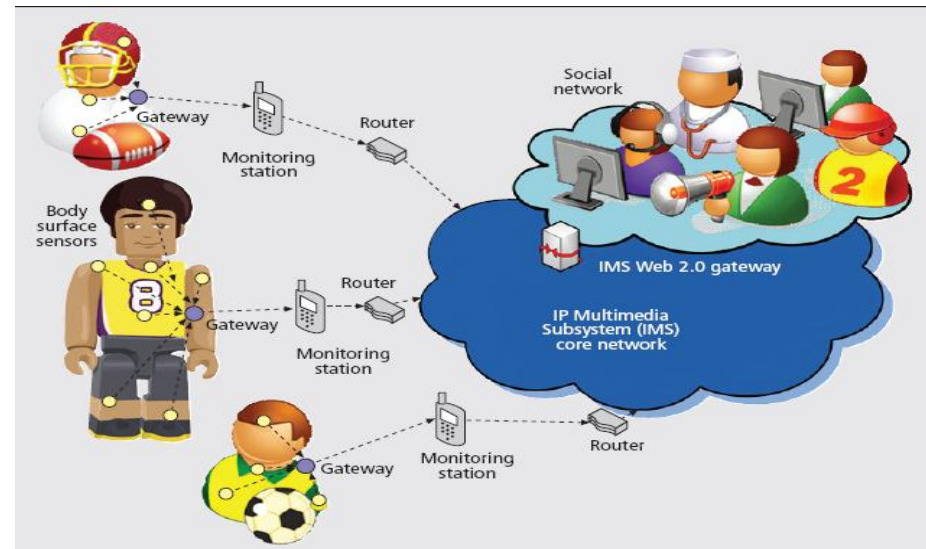 Gateway
Monitoring
station
Router
Social
network
Body
surface
sensors
8
Gateway
Monitoring
station
Router
2
IMS Web 2.0 gateway
IP Multimedia
Subsystem (IMS)
core network
Gateway
Monitoring
station
Router